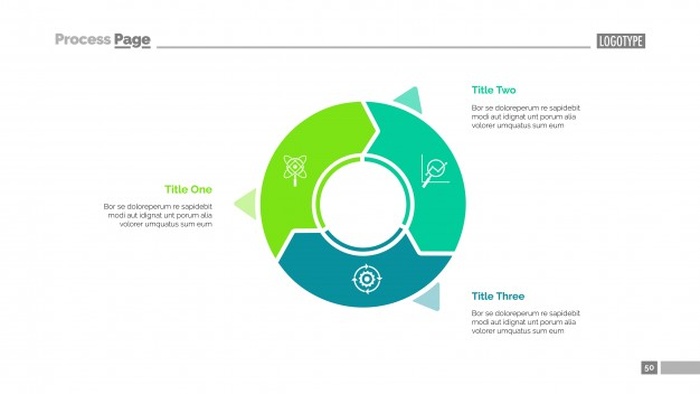 Process Page
LOGOTYPE
Title Two
Bor se doloreperum re sapidebit
modi aut idignat unt porum alia
volorer umquatus sum eum
Title One
Bor se doloreperum re sapidebit
modi aut idignat unt porum alia
volorer umquatus sum eum
Title Three
Bor se doloreperum re sapidebit
modi aut idignat unt porum alia
volorer umquatus sum eum
50